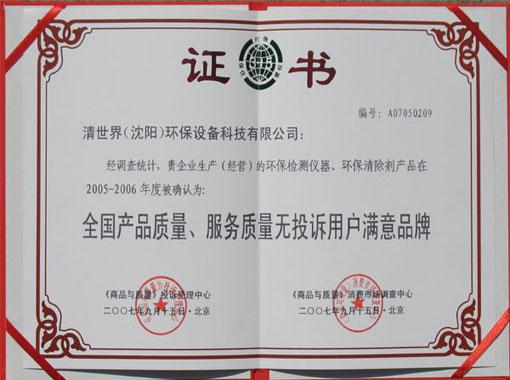 证书
编号: A07050209
清世界(沈阳)环保设备科技有限公司:
经调查统计, 贵企业生产(经营)的环保检测仪器、环保清除剂产品在
2005-2006 年度被确认为:
全国产品质量、服务质量无投诉用户满意品牌
《商品与质量》投诉受理中心
《商品与质量》消费市场调查中心
二〇〇七年九月十五日·北京
二〇〇七年九月十五日·北京